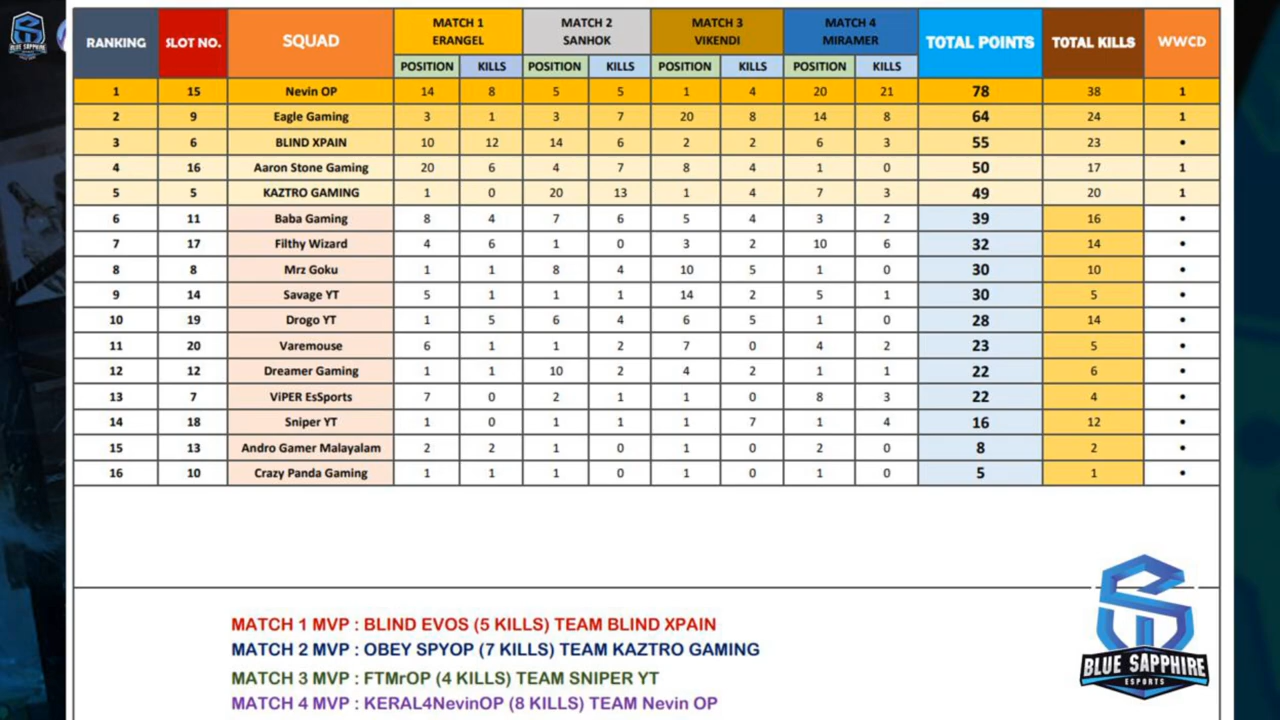 BLUE SAPPHIRE
RANKING SLOT NO. SQUAD MATCH 1 ERANGEL MATCH 2 SANHOK MATCH 3 VIKENDI MATCH 4 MIRAMER TOTAL POINTS TOTAL KILLS WWCD
POSITION KILLS POSITION KILLS POSITION KILLS POSITION KILLS
1 15 Nevin OP 14 8 5 5 1 4 20 21 78 38 1
2 9 Eagle Gaming 3 1 3 7 20 8 14 8 64 24 1
3 6 BLIND XPAIN 10 12 14 6 2 2 6 3 55 23 •
4 16 Aaron Stone Gaming 20 6 4 7 8 4 1 0 50 17 1
5 5 KAZTRO GAMING 1 0 20 13 1 4 7 3 49 20 1
6 11 Baba Gaming 8 4 7 6 5 4 3 2 39 16 •
7 17 Filthy Wizard 4 6 1 0 3 2 10 6 32 14 •
8 8 Mrz Goku 1 1 8 4 10 5 1 0 30 10 •
9 14 Savage YT 5 1 1 1 14 2 5 1 30 5 •
10 19 Drogo YT 1 5 6 4 6 5 1 0 28 14 •
11 20 Varemouse 6 1 1 2 7 0 4 2 23 5 •
12 12 Dreamer Gaming 1 1 10 2 4 2 1 1 22 6 •
13 7 ViPER EsSports 7 0 2 1 1 0 8 3 22 4 •
14 18 Sniper YT 1 0 1 1 1 7 1 4 16 12 •
15 13 Andro Gamer Malayalam 2 2 1 0 1 0 2 0 8 2 •
16 10 Crazy Panda Gaming 1 1 1 0 1 0 1 0 5 1 •
MATCH 1 MVP : BLIND EVOS (5 KILLS) TEAM BLIND XPAIN
MATCH 2 MVP : OBEY SPYOP (7 KILLS) TEAM KAZTRO GAMING
MATCH 3 MVP : FTMrOP (4 KILLS) TEAM SNIPER YT
MATCH 4 MVP : KERAL4NevinOP (8 KILLS) TEAM Nevin OP
BLUE SAPPHIRE
ESPORTS